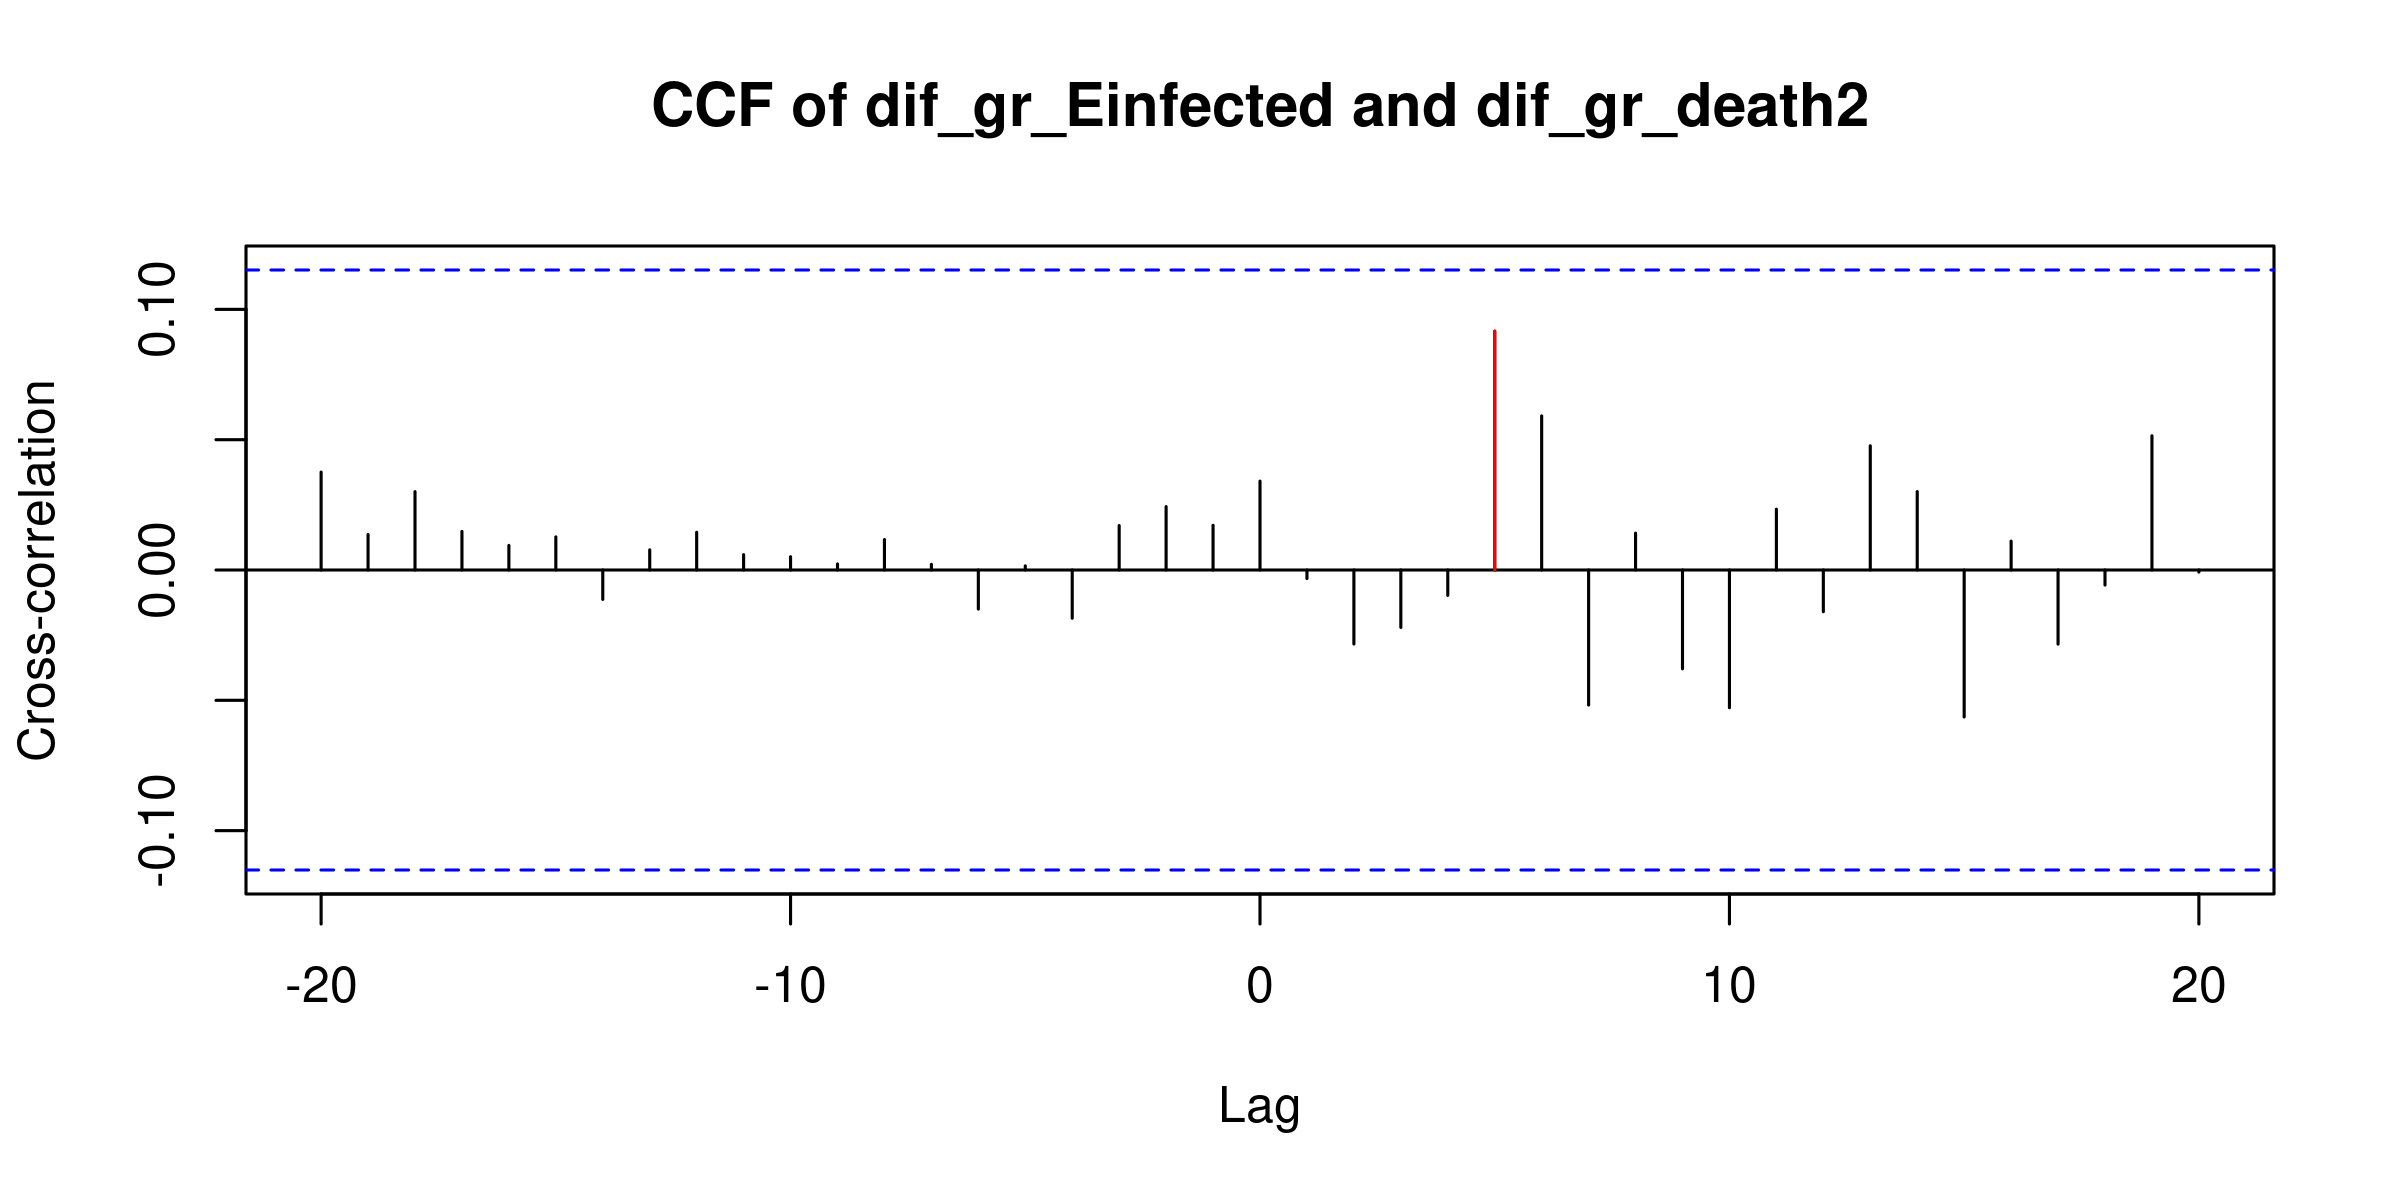 CCF of dif_gr_Einfected and dif_gr_death2
Cross-correlation
0.10
0.00
-0.10
-20 -10 0 10 20
Lag